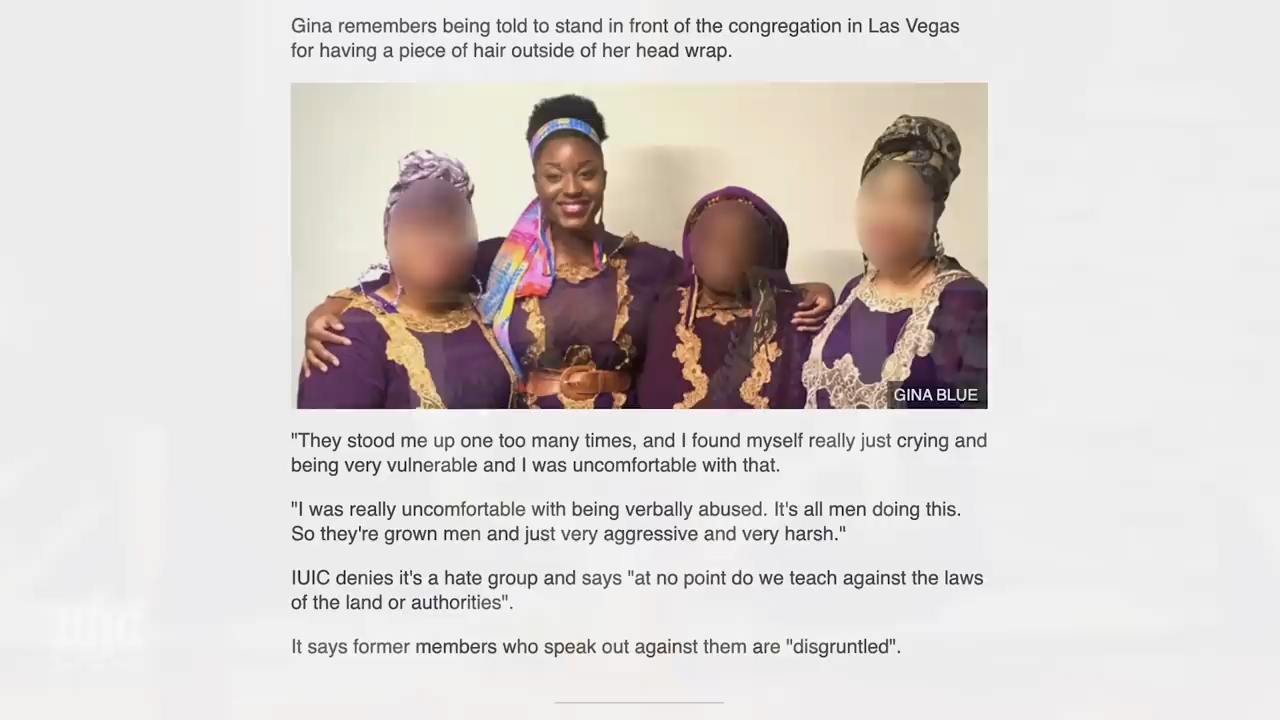 Gina remembers being told to stand in front of the congregation in Las Vegas
for having a piece of hair outside of her head wrap.
GINA BLUE
"They stood me up one too many times, and I found myself really just crying and
being very vulnerable and I was uncomfortable with that.
"I was really uncomfortable with being verbally abused. It's all men doing this.
So they're grown men and just very aggressive and very harsh."
IUIC denies it's a hate group and says "at no point do we teach against the laws
of the land or authorities".
It says former members who speak out against them are "disgruntled".